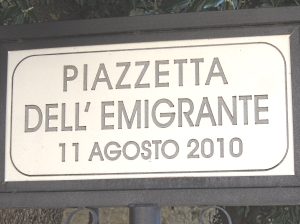 PIAZZETTA
DELL' EMIGRANTE
11 AGOSTO 2010